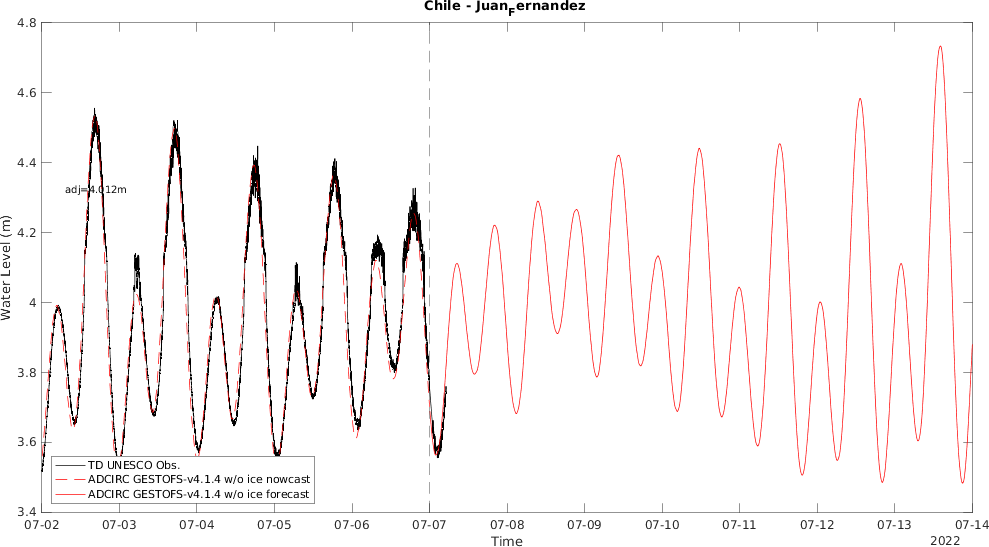 Chile - JuanFernandez
4.8
4.6
4.4
4.2
4
3.8
3.6
3.4
Water Level (m)
adj=4.012m
TD UNESCO Obs.
ADCIRC GESTOFS-v4.1.4 w/o ice nowcast
ADCIRC GESTOFS-v4.1.4 w/o ice forecast
07-02 07-03 07-04 07-05 07-06 07-07 07-08 07-09 07-10 07-11 07-12 07-13 07-14
Time
2022